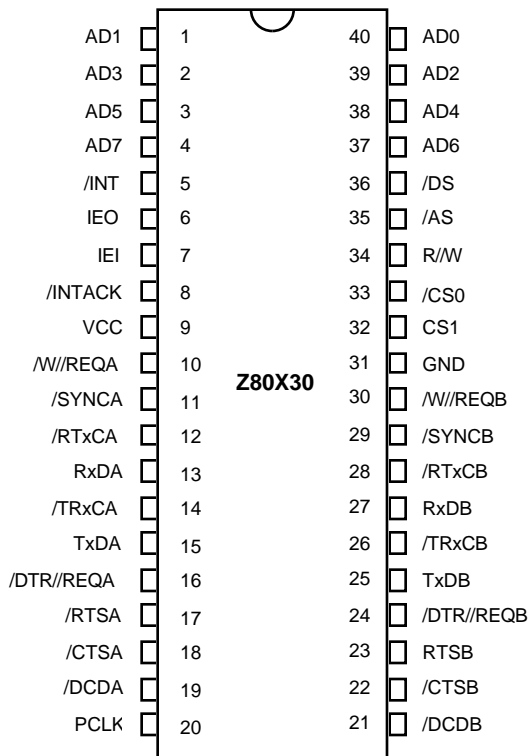 AD1 1 40 AD0
AD3 2 39 AD2
AD5 3 38 AD4
AD7 4 37 AD6
/INT 5 36 /DS
IEO 6 35 /AS
IEI 7 34 R//W
/INTACK 8 33 /CS0
VCC 9 32 CS1
/W//REQA 10 31 GND
Z80X30
/SYNCA 11 30 /W//REQB
/RTxCA 12 29 /SYNCB
RxDA 13 28 /RTxCB
/TRxCA 14 27 RxDB
TxDA 15 26 /TRxCB
/DTR//REQA 16 25 TxDB
/RTSA 17 24 /DTR//REQB
/CTSA 18 23 RTSB
/DCDA 19 22 /CTSB
PCLK 20 21 /DCDB